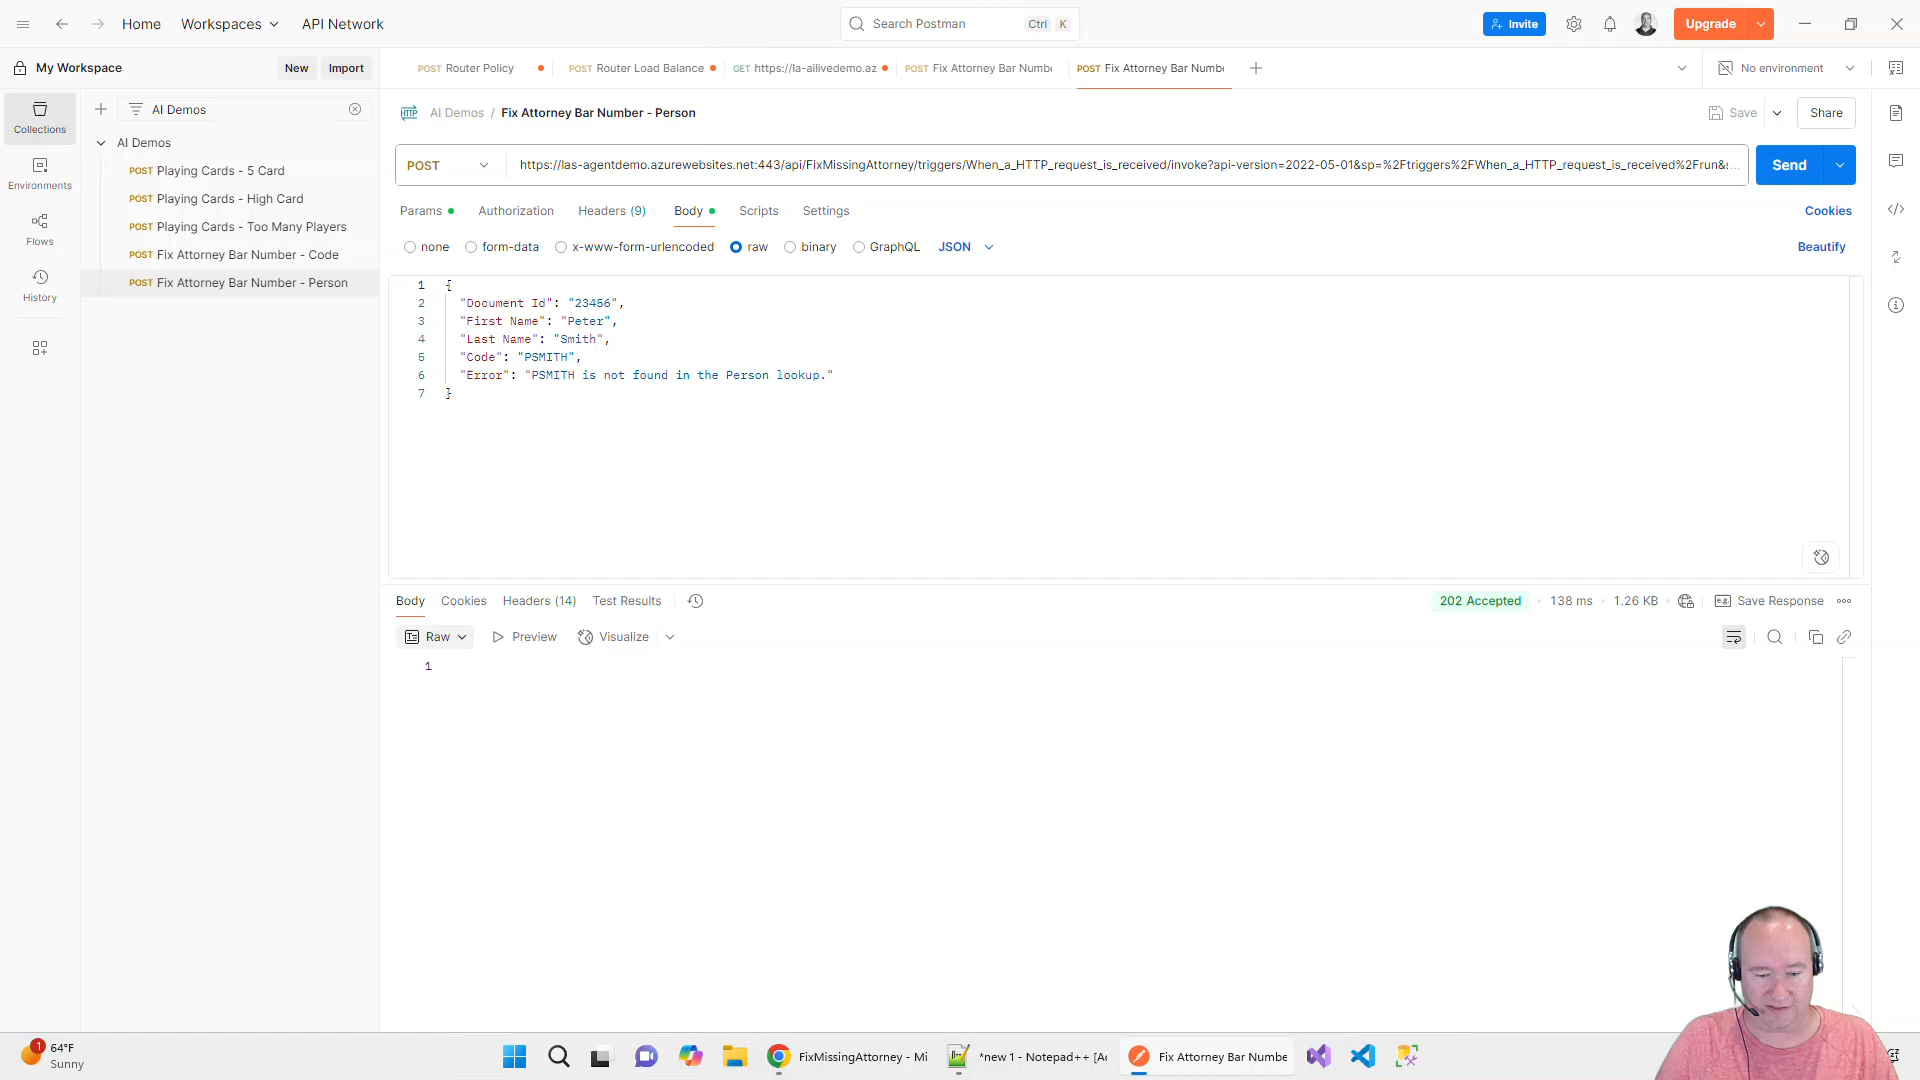 Home
Workspaces
API Network
Search Postman
Ctrl
K
Invite
Upgrade
My Workspace
New
Import
POST Router Policy
POST Router Load Balance
GET https://la-ailivedemo.az
POST Fix Attorney Bar Numbe
POST Fix Attorney Bar Numbe
No environment
Collections
Environments
Flows
History
AI Demos
AI Demos
POST Playing Cards - 5 Card
POST Playing Cards - High Card
POST Playing Cards - Too Many Players
POST Fix Attorney Bar Number - Code
POST Fix Attorney Bar Number - Person
HTTP
AI Demos / Fix Attorney Bar Number - Person
Save
Share
POST
https://las-agentdemo.azurewebsites.net:443/api/FixMissingAttorney/triggers/When_a_HTTP_request_is_received/invoke?api-version=2022-05-01&sp=%2Ftriggers%2FWhen_a_HTTP_request_is_received%2Frun&s...
Send
Params
Authorization
Headers (9)
Body
Scripts
Settings
Cookies
none
form-data
x-www-form-urlencoded
raw
binary
GraphQL
JSON
Beautify
1 {
2 "Document Id": "23456",
3 "First Name": "Peter",
4 "Last Name": "Smith",
5 "Code": "PSMITH",
6 "Error": "PSMITH is not found in the Person lookup."
7 }
Body
Cookies
Headers (14)
Test Results
202 Accepted
138 ms
1.26 KB
e.g.
Save Response
Raw
Preview
Visualize
1
1
64°F
Sunny
FixMissingAttorney - Mi
*new 1 - Notepad++ [Ac
Fix Attorney Bar Numbe